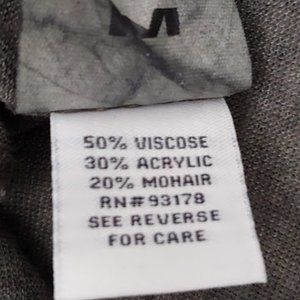 M
50% VISCOSE
30% ACRYLIC
20% MOHAIR
RN#93178
SEE REVERSE
FOR CARE